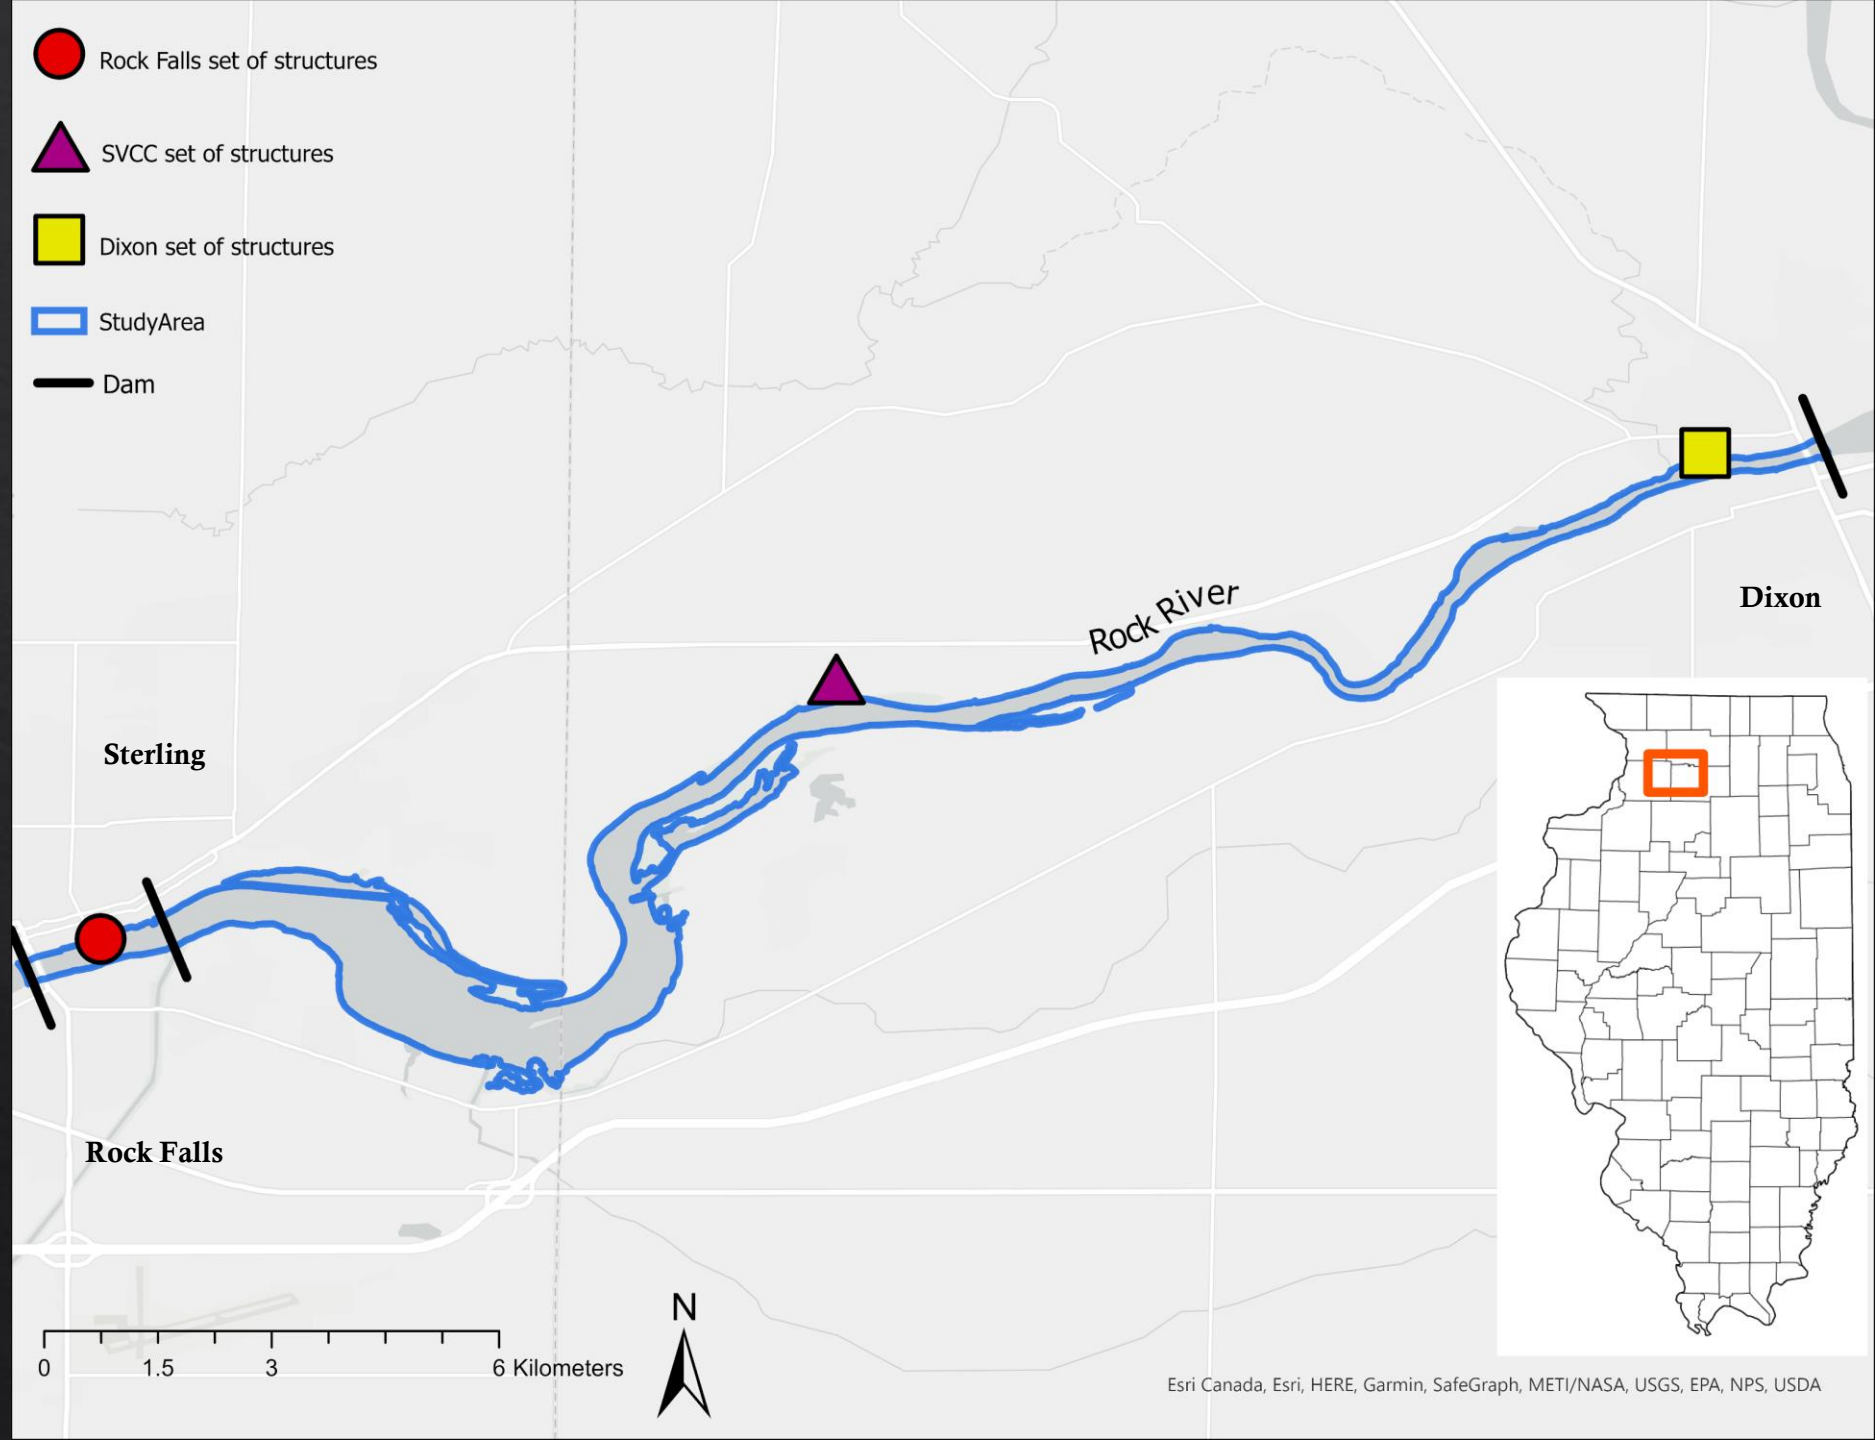 Rock Falls set of structures
SVCC set of structures
Dixon set of structures
StudyArea
Dam
Rock River
Dixon
Sterling
Rock Falls
N
0 1.5 3 6 Kilometers
Esri Canada, Esri, HERE, Garmin, SafeGraph, METI/NASA, USGS, EPA, NPS, USDA